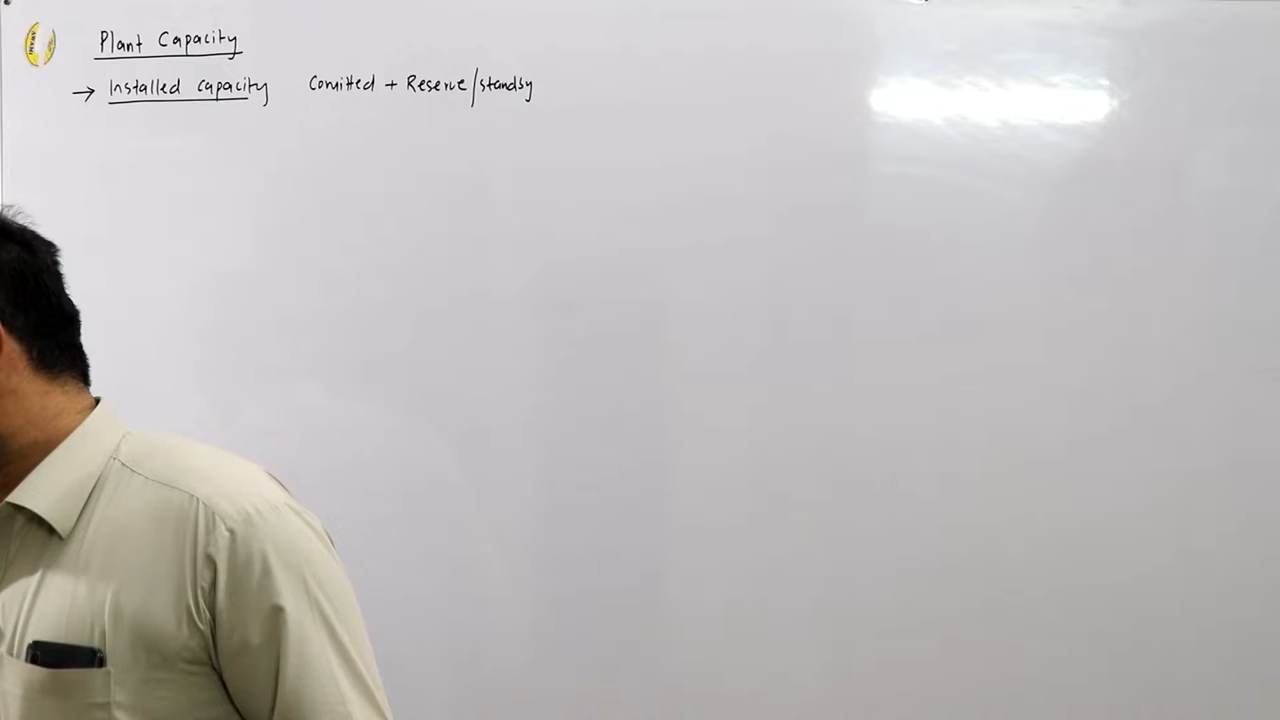 Plant Capacity
→ Installed capacity Comitted + Reserve/standby